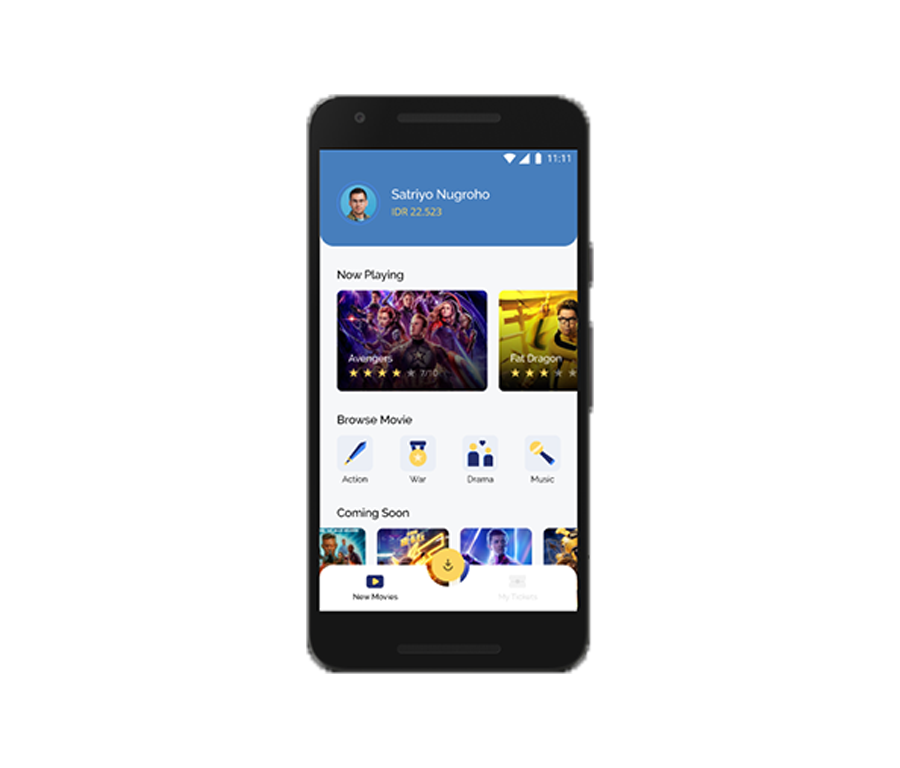 11:11
Satriyo Nugroho
IDR 22.523
Now Playing
Avengers
7/10
Fat Dragon
Browse Movie
Action
War
Drama
Music
Coming Soon
New Movies
My Tickets